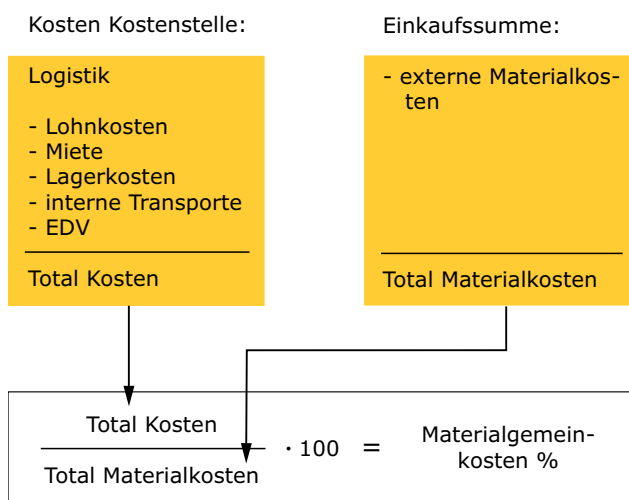 Kosten Kostenstelle:
Logistik
- Lohnkosten
- Miete
- Lagerkosten
- interne Transporte
- EDV
Total Kosten
Einkaufssumme:
- externe Materialkos-
ten
Total Materialkosten
Total Kosten
Total Materialkosten
· 100 =
Materialgemein-
kosten %